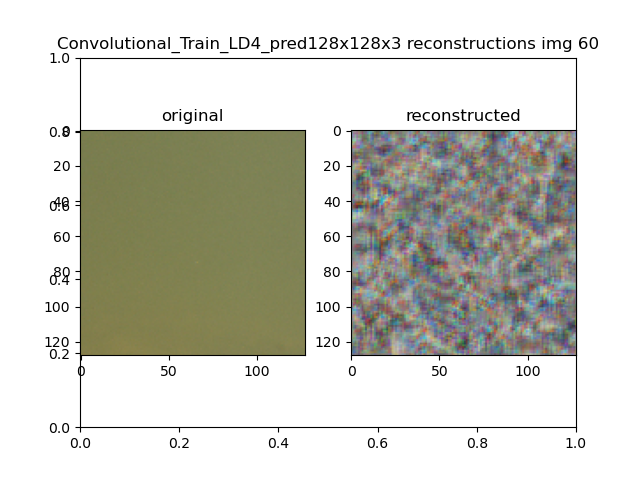 Convolutional_Train_LD4_pred128x128x3 reconstructions img 60
1.0
original reconstructed
0.8 0 0
20 20
40 0.6 40
60 60
80 0.4 80
100 100
120 120
0.2
0 50 100 0 50 100
0.0
0.0 0.2 0.4 0.6 0.8 1.0